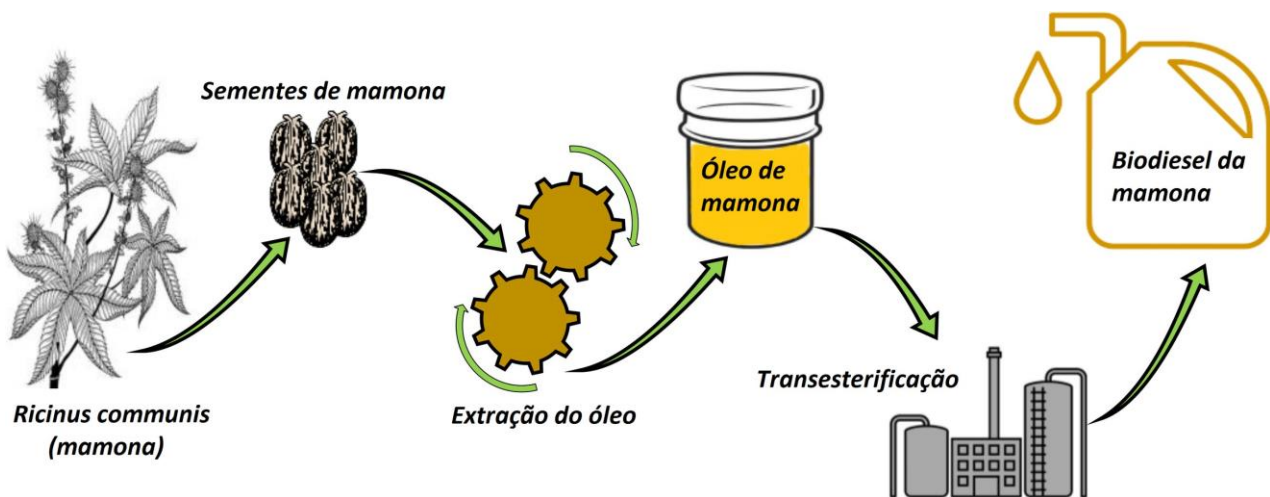 Ricinus communis
(mamona)
Sementes de mamona
Extração do óleo
Óleo de
mamona
Transesterificação
Biodiesel da
mamona